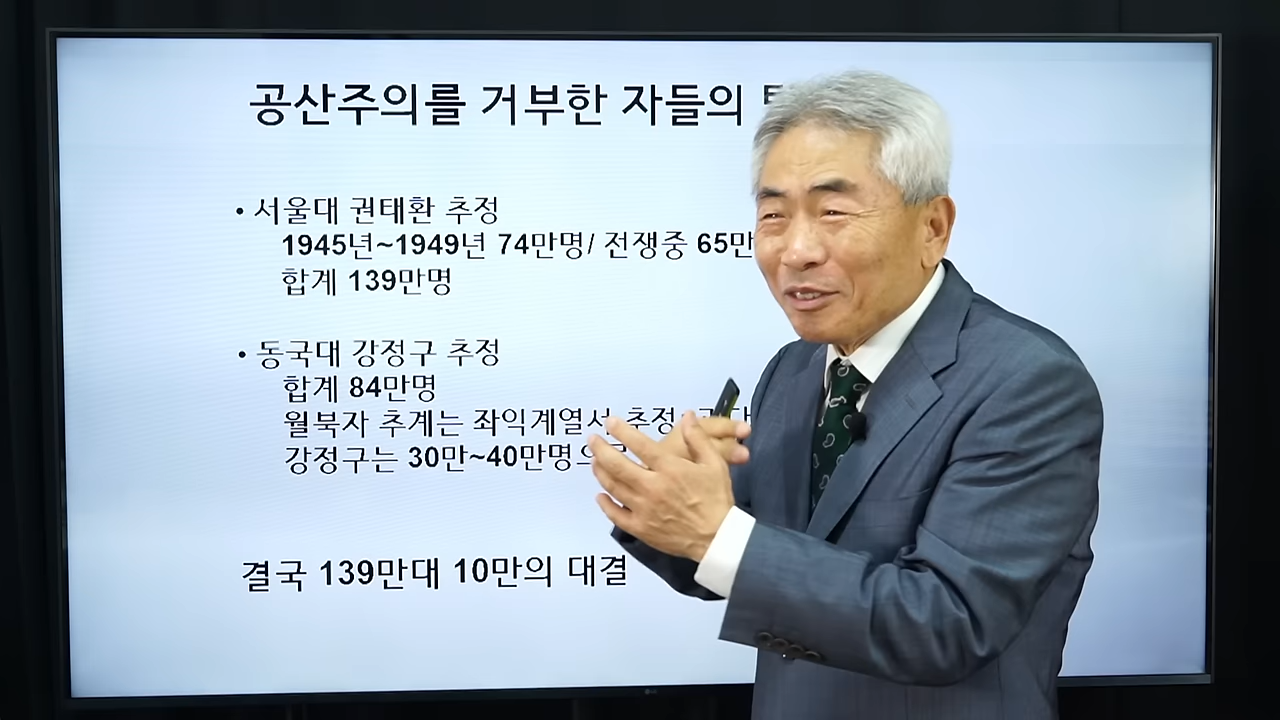 공산주의를 거부한 자들의
• 서울대 권태환 추정
1945년~1949년 74만명/ 전쟁중 65만
합계 139만명
• 동국대 강정구 추정
합계 84만명
월북자 추계는 좌익계열서 추정
강정구는 30만~40만명으로
결국 139만대 10만의 대결
LG